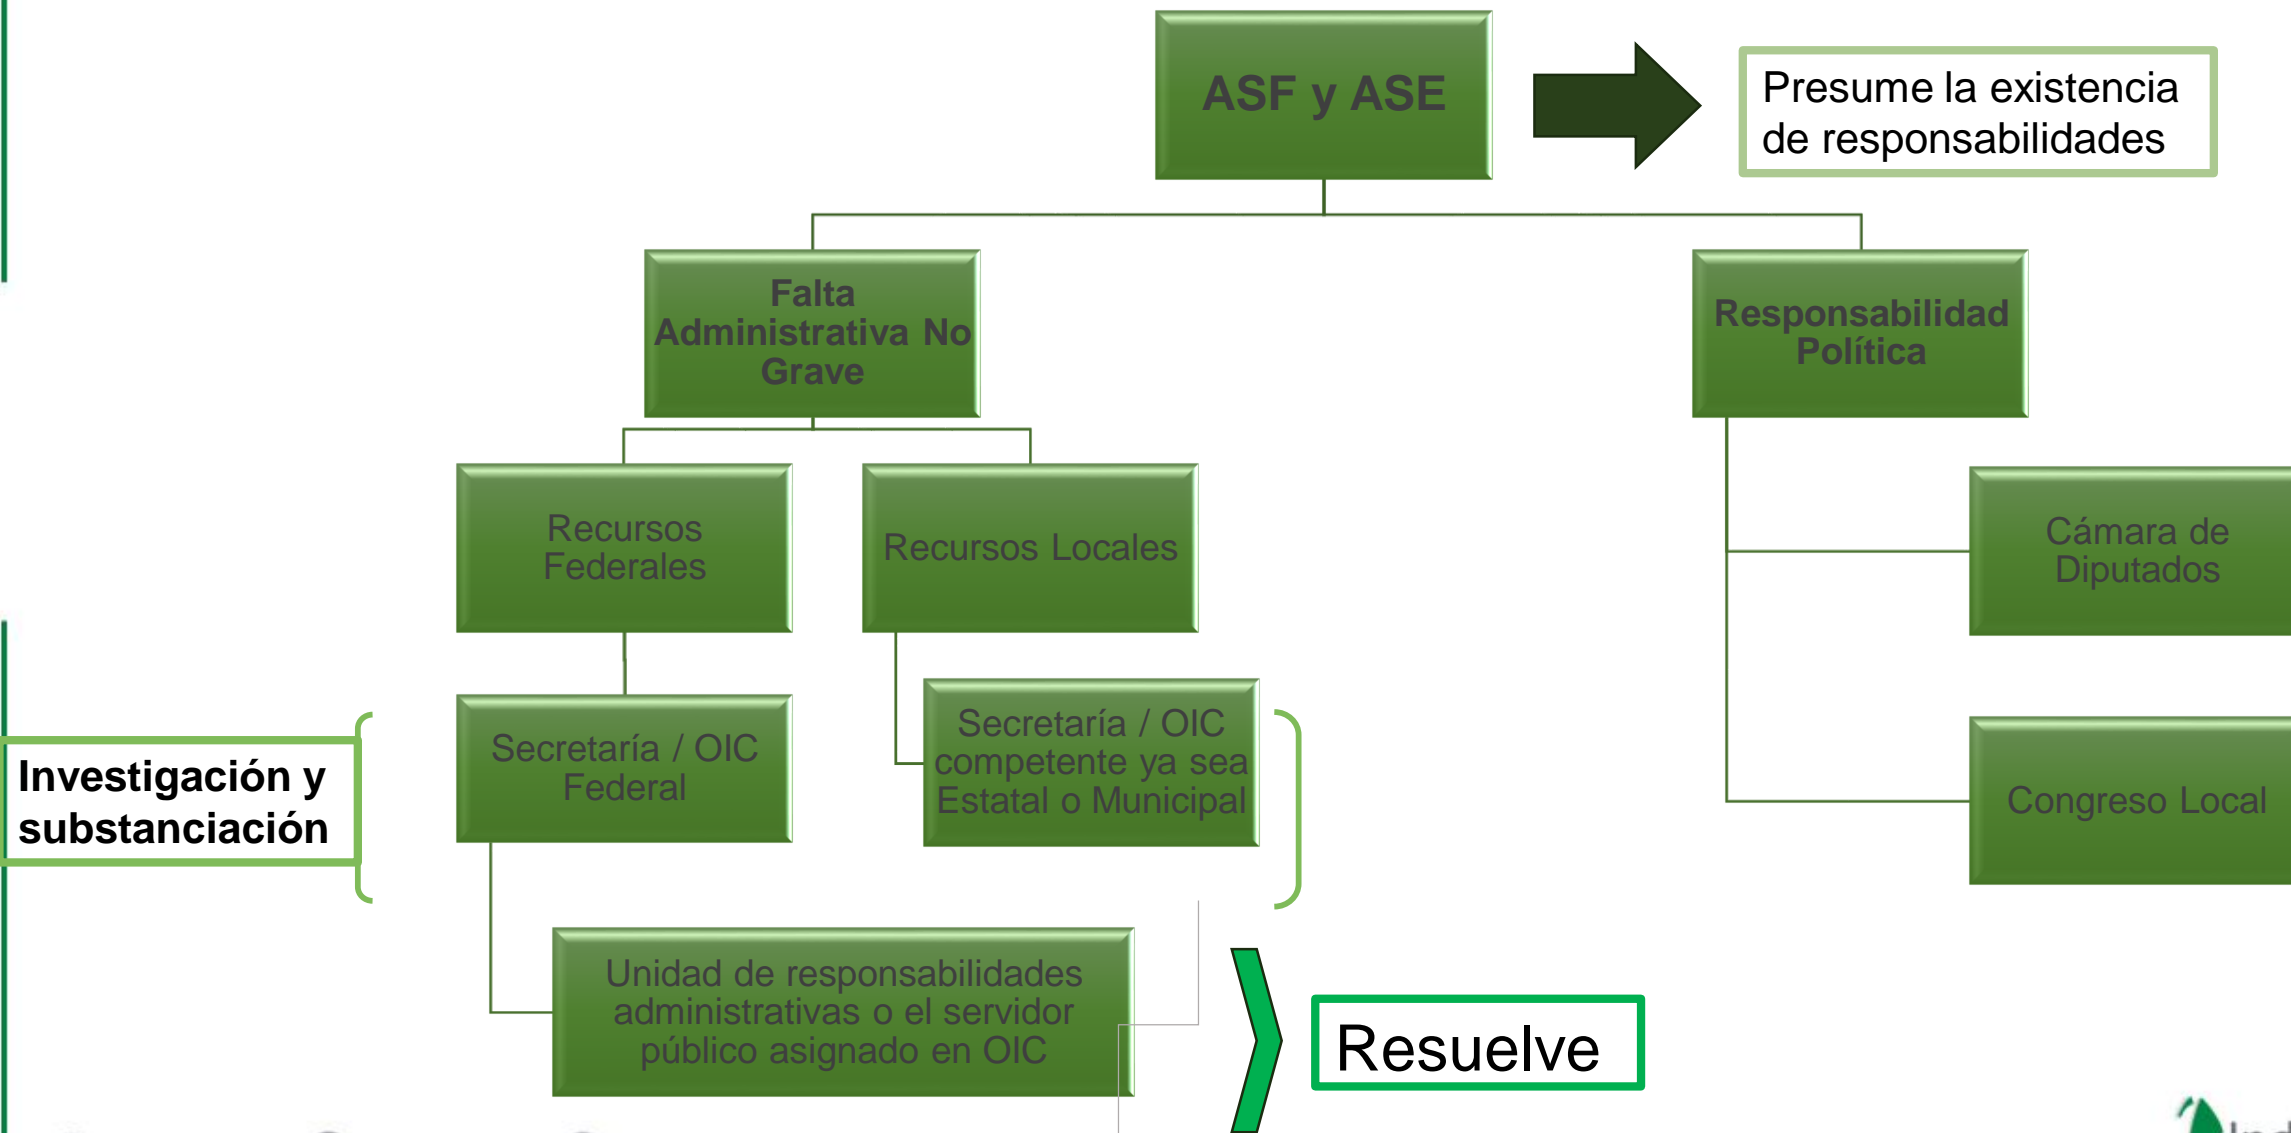 ASF y ASE
Presume la existencia
de responsabilidades
Falta
Administrativa No
Grave
Responsabilidad
Política
Recursos
Federales
Recursos Locales
Cámara de
Diputados
Secretaría / OIC
Federal
Secretaría / OIC
competente ya sea
Estatal o Municipal
Investigación y
substanciación
Congreso Local
Unidad de responsabilidades
administrativas o el servidor
público asignado en OIC
Resuelve